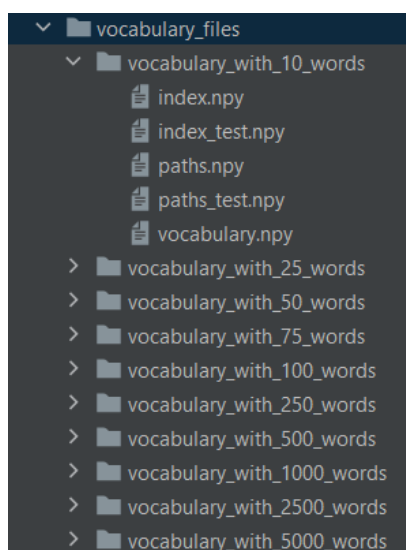 vocabulary_files
vocabulary_with_10_words
index.npy
index_test.npy
paths.npy
paths_test.npy
vocabulary.npy
vocabulary_with_25_words
vocabulary_with_50_words
vocabulary_with_75_words
vocabulary_with_100_words
vocabulary_with_250_words
vocabulary_with_500_words
vocabulary_with_1000_words
vocabulary_with_2500_words
vocabulary_with_5000_words